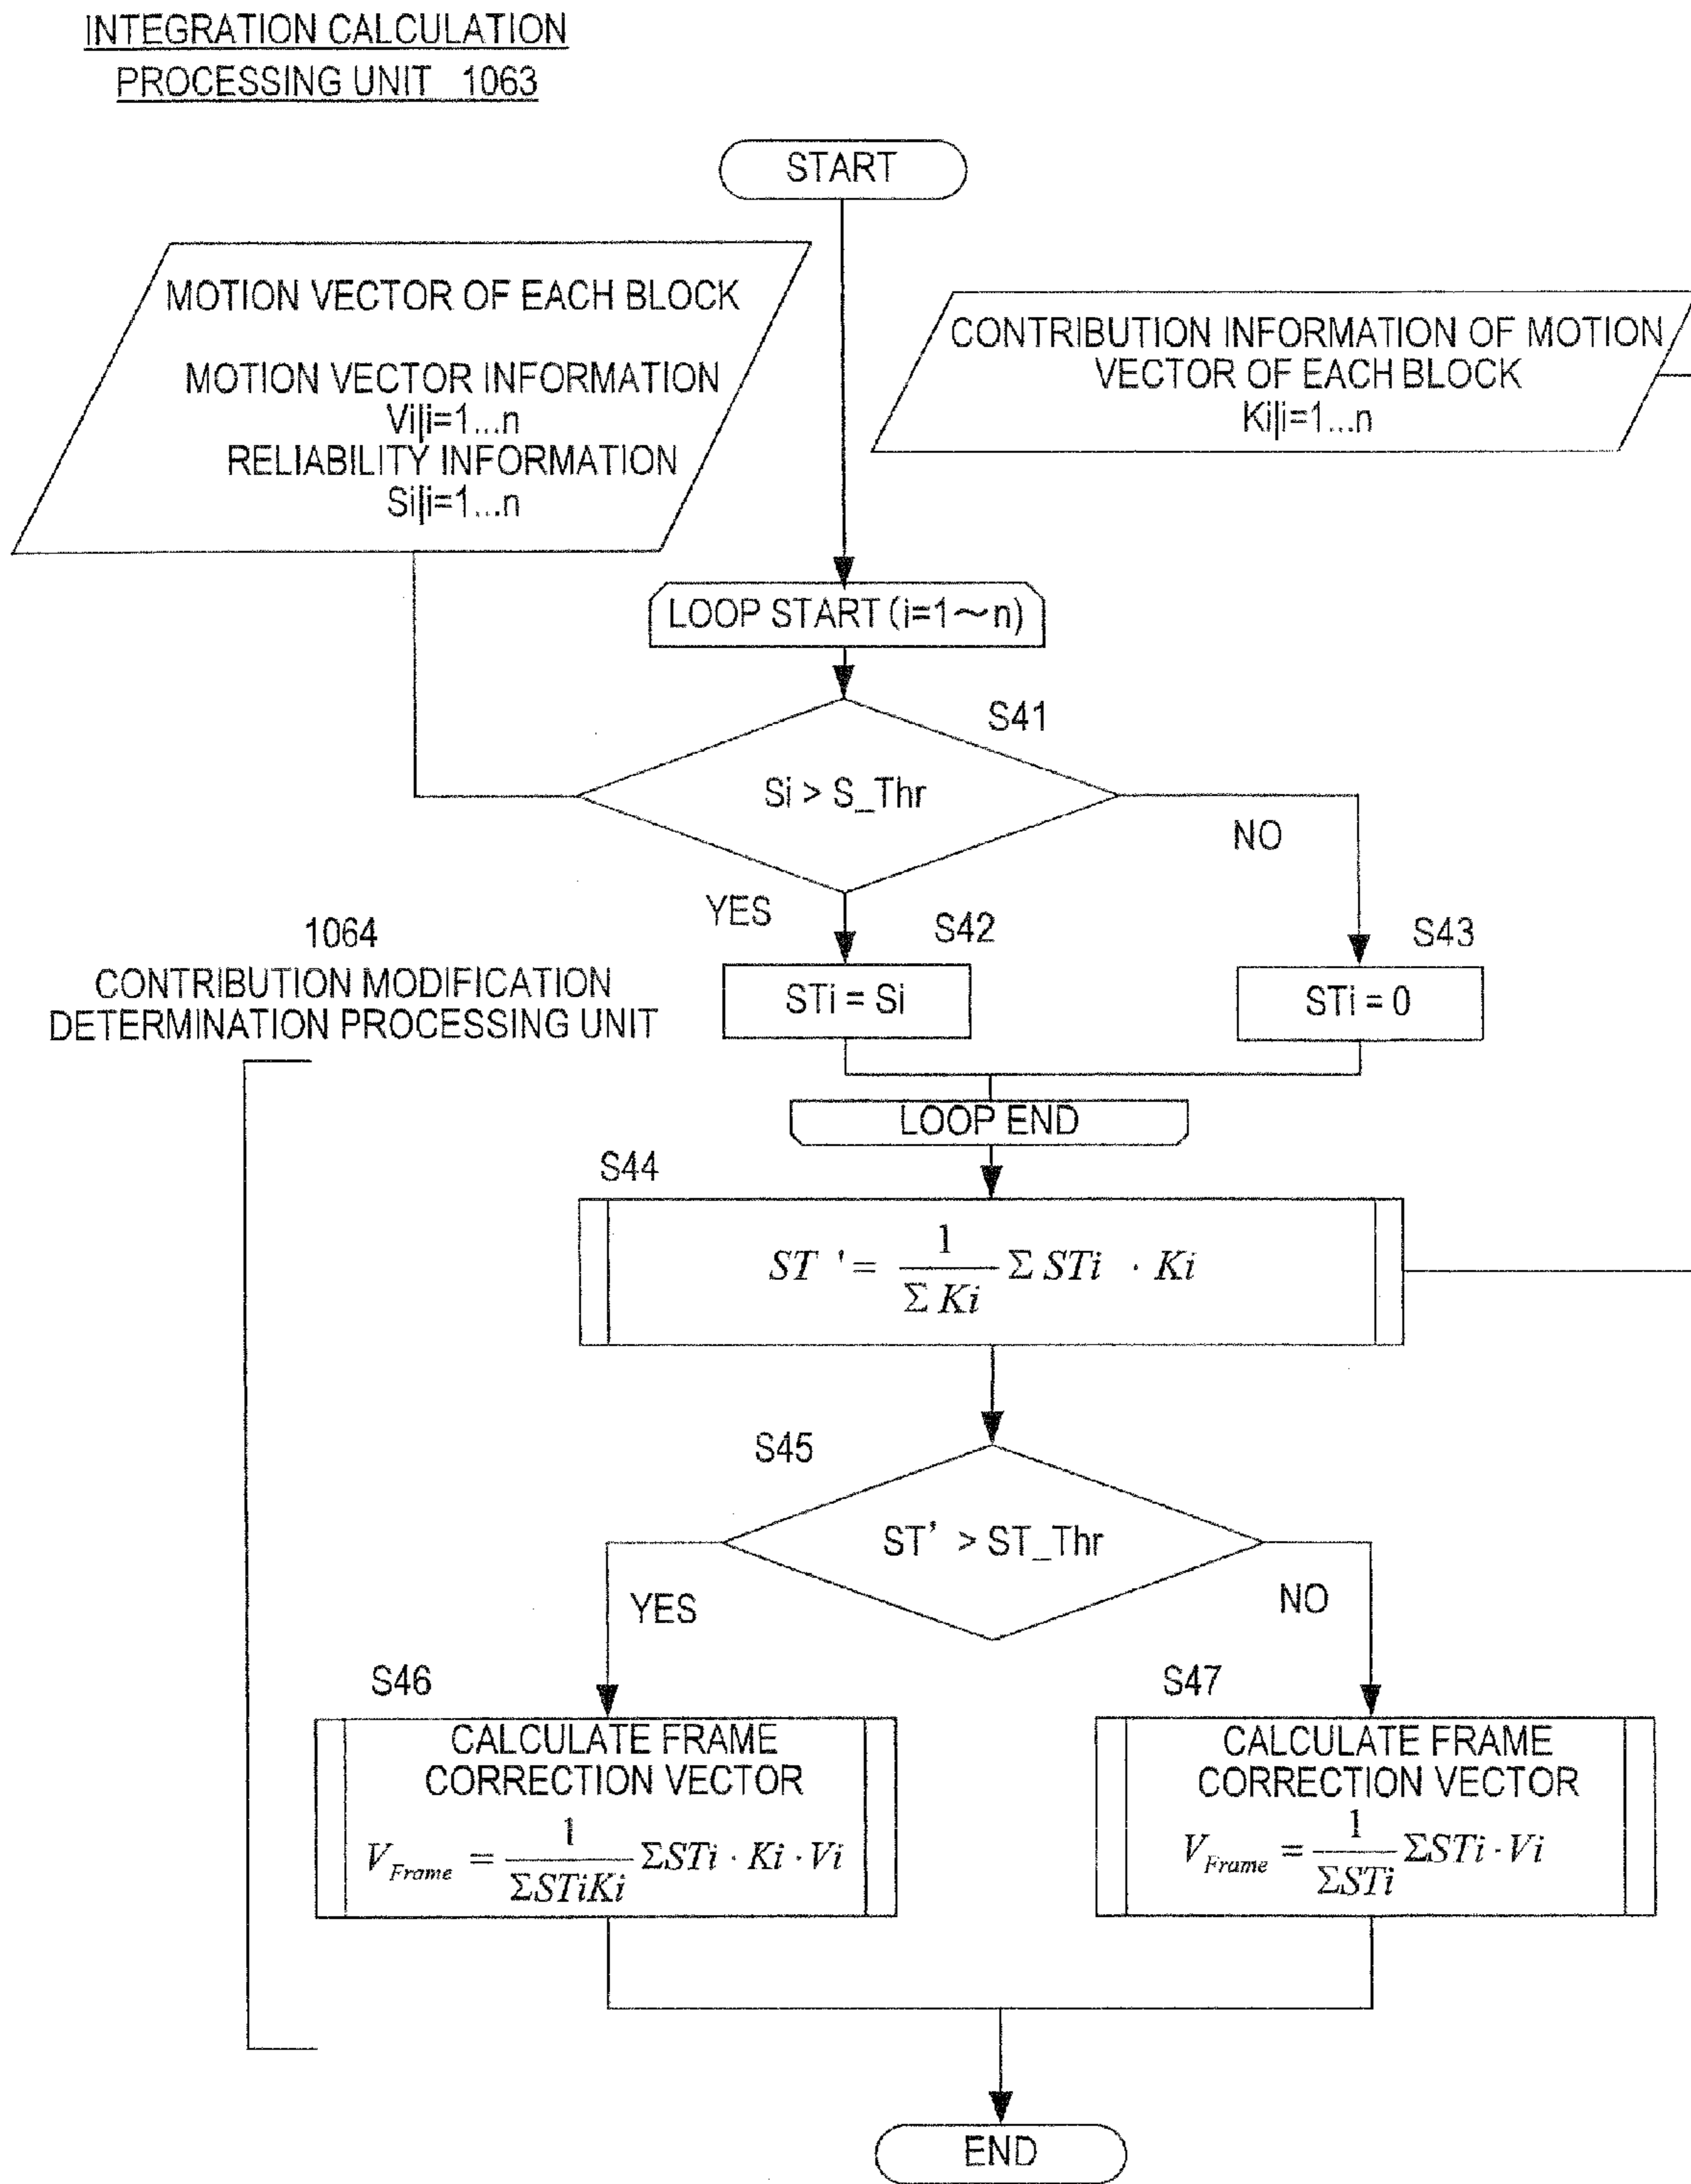 INTEGRATION CALCULATION
PROCESSING UNIT 1063
START
MOTION VECTOR OF EACH BLOCK
MOTION VECTOR INFORMATION
Vi|i=1...n
RELIABILITY INFORMATION
Si|i=1...n
CONTRIBUTION INFORMATION OF MOTION
VECTOR OF EACH BLOCK
Ki|i=1...n
LOOP START (i=1～n)
S41
Si > S_Thr
NO
YES
S42
S43
STi = Si
STi = 0
1064
CONTRIBUTION MODIFICATION
DETERMINATION PROCESSING UNIT
LOOP END
S44
ST ' = 1/ΣKi Σ STi · Ki
S45
ST' > ST_Thr
YES
NO
S46
CALCULATE FRAME
CORRECTION VECTOR
V_Frame = 1/ΣSTiKi ΣSTi · Ki · Vi
S47
CALCULATE FRAME
CORRECTION VECTOR
V_Frame = 1/ΣSTi ΣSTi · Vi
END